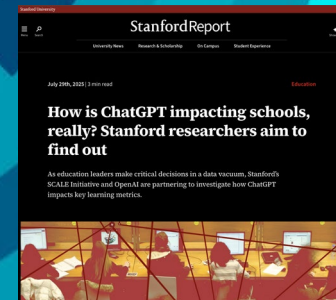 Stanford University
Menu
Stanford Report
University News Research & Scholarship On Campus Student Experience
July 29th, 2025 | 3 min read
Education
How is ChatGPT impacting schools,
really? Stanford researchers aim to
find out
As education leaders make critical decisions in a data vacuum, Stanford's
SCALE Initiative and OpenAI are partnering to investigate how ChatGPT
impacts key learning metrics.